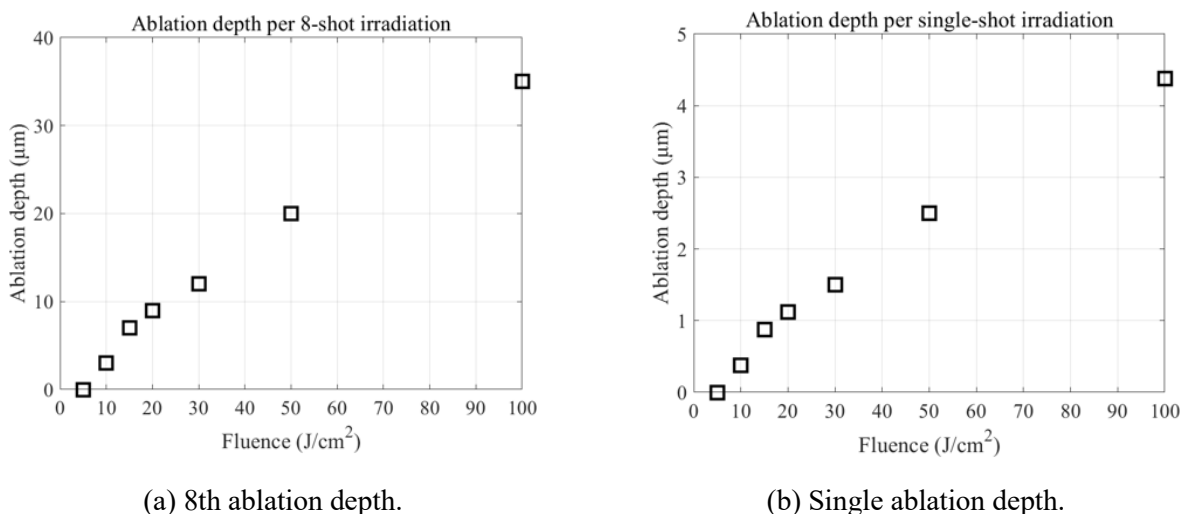 Ablation depth per 8-shot irradiation
40
30
20
10
0
Ablation depth (μm)
0 10 20 30 40 50 60 70 80 90 100
Fluence (J/cm²)
(a) 8th ablation depth.
Ablation depth per single-shot irradiation
5
4
3
2
1
0
Ablation depth (μm)
0 10 20 30 40 50 60 70 80 90 100
Fluence (J/cm²)
(b) Single ablation depth.